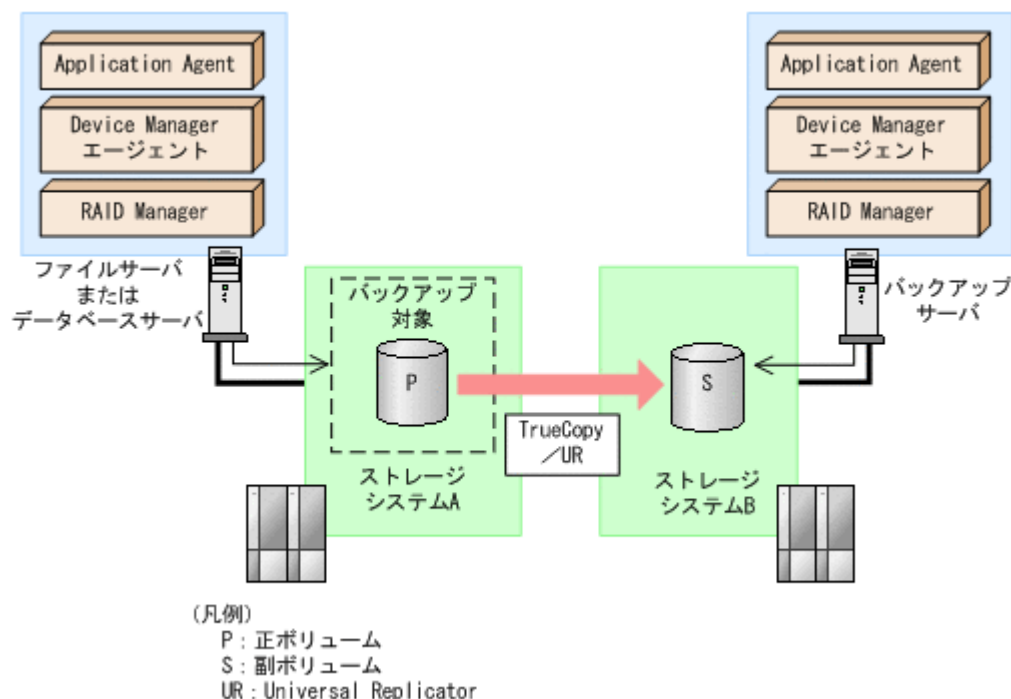 Application Agent
Device Manager
エージェント
RAID Manager
ファイルサーバ
または
データベースサーバ
Application Agent
Device Manager
エージェント
RAID Manager
バックアップ
サーバ
バックアップ
対象
P
S
TrueCopy
／UR
ストレージ
システムA
ストレージ
システムB
(凡例)
P：正ボリューム
S：副ボリューム
UR：Universal Replicator